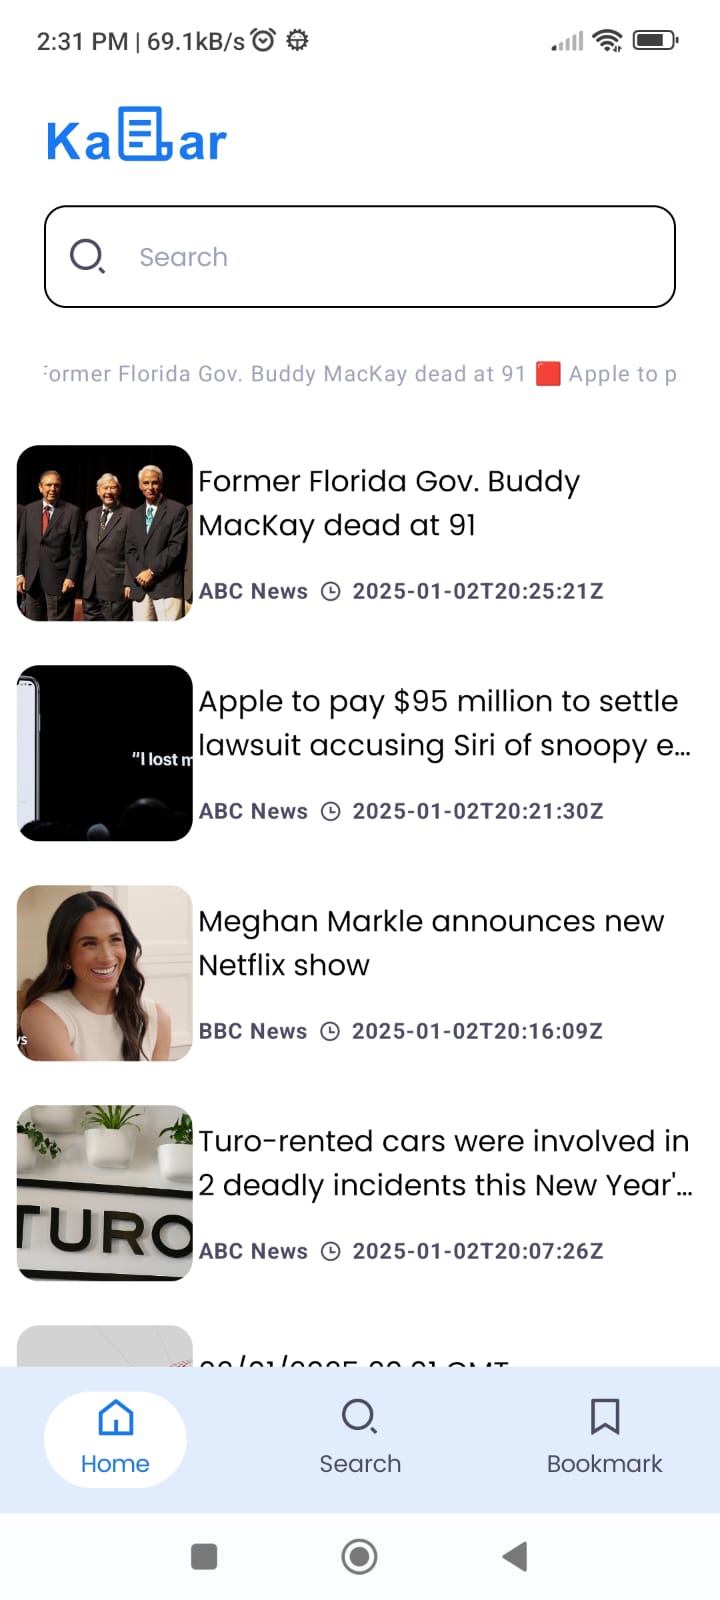 2:31 PM | 69.1kB/s
Ka ar
Search
Former Florida Gov. Buddy MacKay dead at 91 🟥 Apple to p
Former Florida Gov. Buddy
MacKay dead at 91
ABC News 2025-01-02T20:25:21Z
"I lost m
Apple to pay $95 million to settle
lawsuit accusing Siri of snoopy e...
ABC News 2025-01-02T20:21:30Z
Meghan Markle announces new
Netflix show
BBC News 2025-01-02T20:16:09Z
Turo-rented cars were involved in
2 deadly incidents this New Year'...
TURO
ABC News 2025-01-02T20:07:26Z
Home
Search
Bookmark